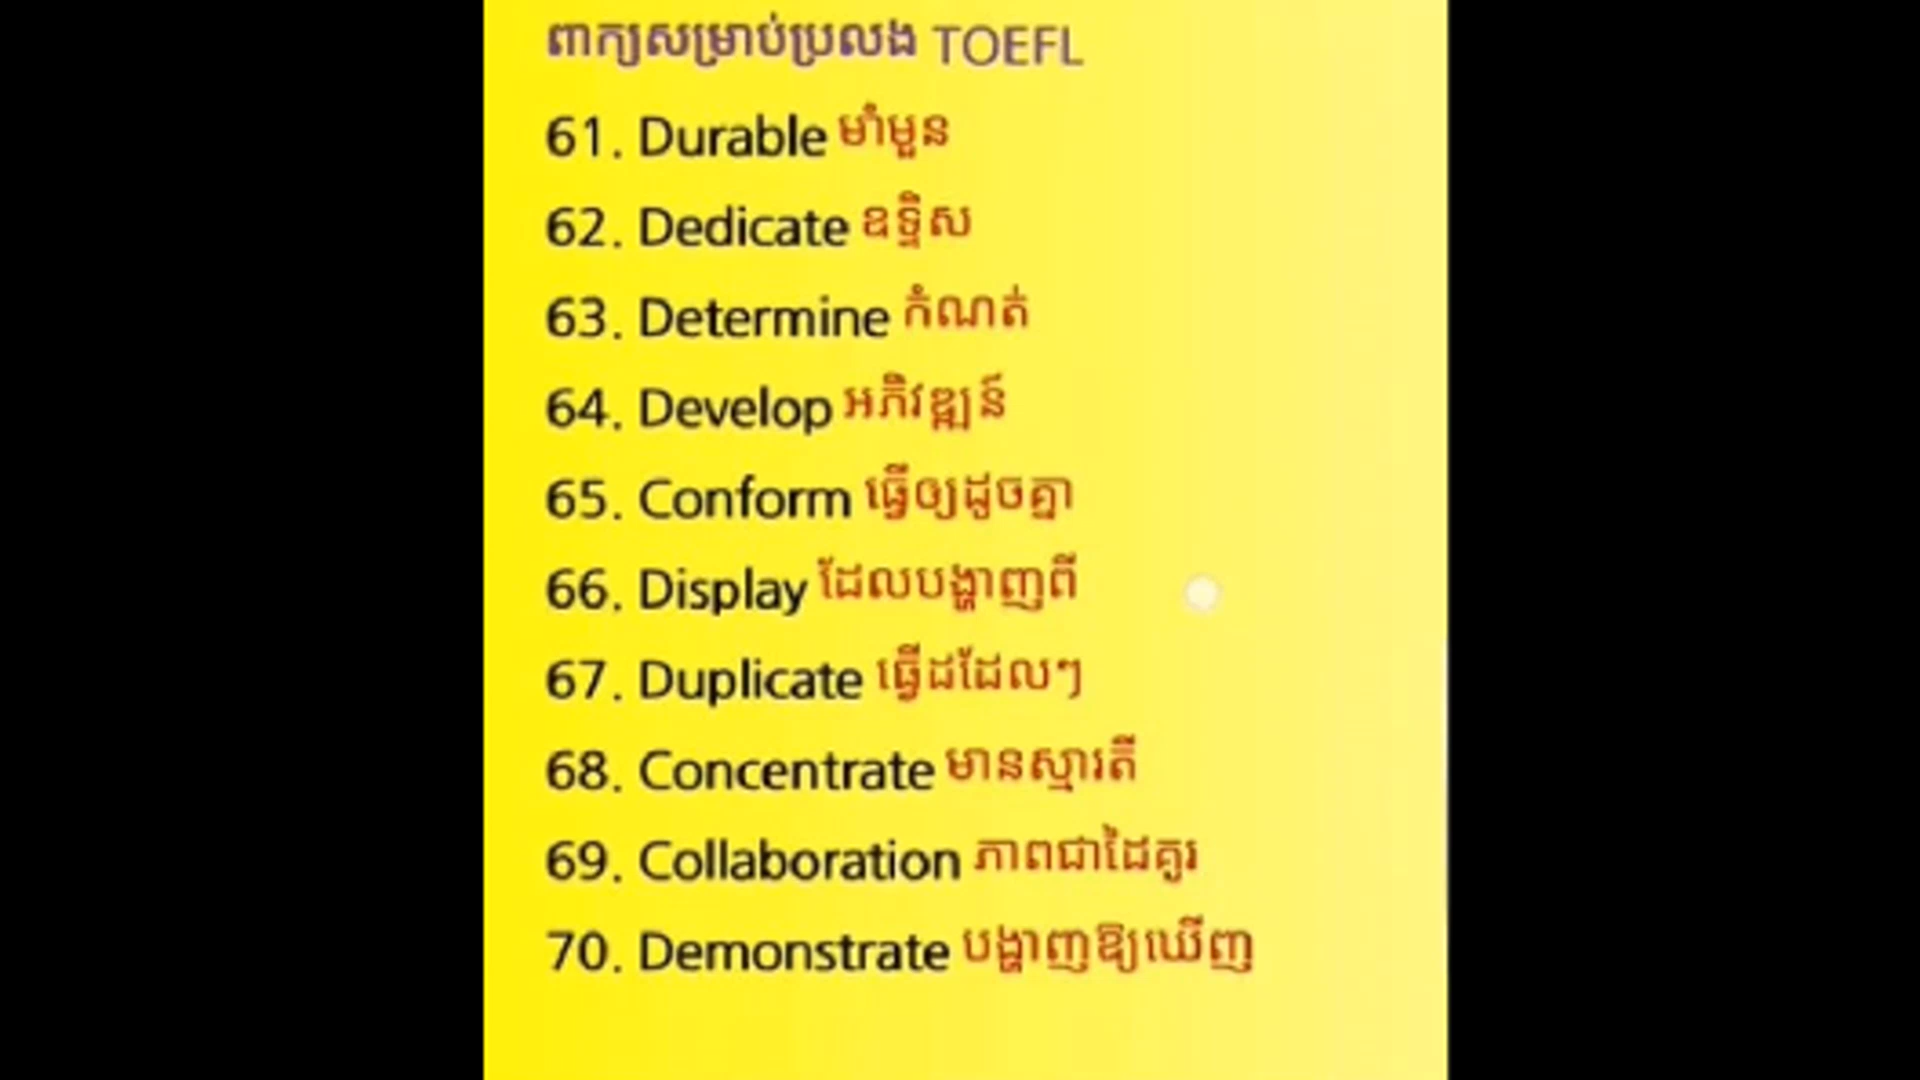 ពាក្យសម្រាប់ប្រលង TOEFL
61. Durable មាំមួន
62. Dedicate ឧទ្ទិស
63. Determine កំណត់
64. Develop អភិវឌ្ឍន៍
65. Conform ធ្វើឲ្យដូចគ្នា
66. Display ដែលបង្ហាញពី
67. Duplicate ធ្វើដដែលៗ
68. Concentrate មានស្មារតី
69. Collaboration ភាពជាដៃគូរ
70. Demonstrate បង្ហាញឱ្យឃើញ